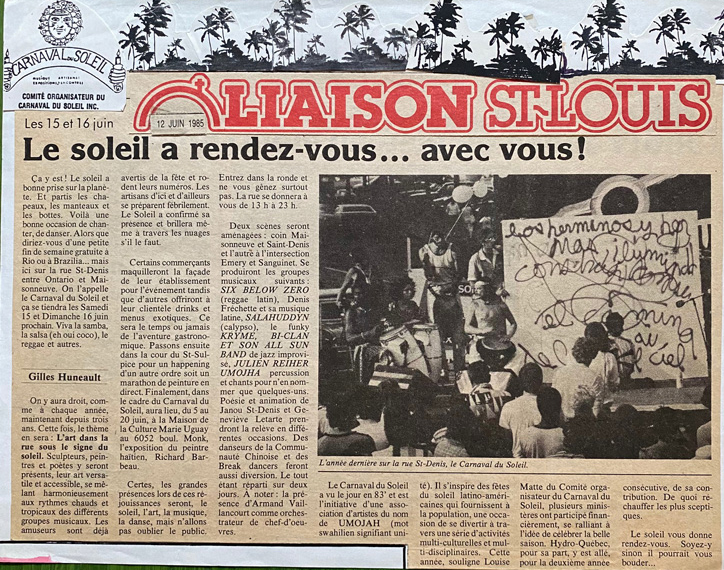 CARNAVAL DU SOLEIL
COMITÉ ORGANISATEUR DU
CARNAVAL DU SOLEIL INC.
LIAISON ST-LOUIS
12 JUIN 1985
Les 15 et 16 juin
Le soleil a rendez-vous... avec vous!
Ça y est! Le soleil a
bonne prise sur la planè-
te. Et partis les cha-
peaux, les manteaux et
les bottes. Voilà une
bonne occasion de chan-
ter, de danser. Alors que
diriez-vous d'une petite
fin de semaine gratuite à
Rio ou à Brazilia... mais
ici sur la rue St-Denis
entre Ontario et Mai-
sonneuve. On l'appelle
le Carnaval du Soleil et
ça se tiendra les Samedi
15 et Dimanche 16 juin
prochain. Viva la samba,
la salsa (eh oui coco), le
reggae et autres.
Gilles Huneault
On y aura droit, com-
me à chaque année,
maintenant depuis trois
ans. Cette fois, le thème
en sera : L'art dans la
rue sous le signe du
soleil. Sculpteurs, pein-
tres et poètes y seront
présents, leur art versati-
le et accessible, se mê-
lant harmonieusement
aux rythmes chauds et
tropicaux des différents
groupes musicaux. Les
amuseurs sont déjà
avertis de la fête et ro-
dent leurs numéros. Les
artisans d'ici et d'ailleurs
se préparent fébrilement.
Le Soleil a confirmé sa
presence et brillera mê-
me à travers les nuages
s'il le faut.
Certains commerçants
maquilleront la façade
de leur établissement
pour l'événement tandis
que d'autres offriront à
leur clientèle drinks et
menus exotiques. Ce
sera le temps ou jamais
de l'aventure gastrono-
mique. Passons ensuite
dans la cour du St-Sul-
pice pour un happening
d'un autre ordre soit un
marathon de peinture en
direct. Finalement, dans
le cadre du Carnaval du
Soleil, aura lieu, du 5 au
20 juin, à la Maison de
la Culture Marie Uguay
au 6052 boul. Monk,
l'exposition du peintre
haïtien, Richard Bar-
beau.
Certes, les grandes
présences lors de ces ré-
jouissances seront, le
soleil, l'art, la musique,
la danse, mais n'allons
pas oublier le public.
Entrez dans la ronde et
ne vous gênez surtout
pas. La rue se donnera à
vous de 13 h à 23 h.
Deux scènes seront
aménagées : coin Mai-
sonneuve et Saint-Denis
et l'autre à l'intersection
Emery et Sanguinet. Se
produiront les groupes
musicaux suivants :
SIX BELOW ZERO
(reggae latin), Denis
Fréchette et sa musique
latine, SALAHUDDYN
(calypso), le funky
KRYME, BI-CLAN
ET SON ALL SUN
BAND de jazz improvi-
sé, JULIEN REIHER
UMOJHA percussion
et chants pour n'en nom-
mer que quelques-uns.
Poésie et animation de
Janou St-Denis et Ge-
neviève Letarte pren-
dront la relève en diffé-
rentes occasions. Des
danseurs de la Commu-
nauté Chinoise et des
Break dancers feront
aussi diversion. Le tout
étant reparti sur deux
jours. À noter : la pré-
sence d'Armand Vail-
lancourt comme orches-
trateur de chef-d'oeu-
vres.
L'année dernière sur la rue St-Denis, le Carnaval du Soleil.
Le Carnaval du Soleil
a vu le jour en 83' et est
l'initiative d'une asso-
ciation d'artistes du nom
de UMOJAH (mot
swahilien signifiant uni-
té). Il s'inspire des fêtes
du soleil latino-améri-
caines qui fournissent à
la population, une occa-
sion de se divertir à tra-
vers une série d'activités
multi-culturelles et mul-
ti-disciplinaires. Cette
année, souligne Louise
Matte du Comité or-
ganisateur du Carnaval du
Soleil, plusieurs minis-
tères ont participé finan-
cièrement, se ralliant à
l'idée de célébrer la belle
saison. Hydro-Québec,
pour sa part, y est allé,
pour la deuxième année
consécutive, de sa con-
tribution. De quoi re-
chauffer les plus scepti-
ques.
Le soleil vous donne
rendez-vous. Soyez-y
sinon il pourrait vous
bouder...